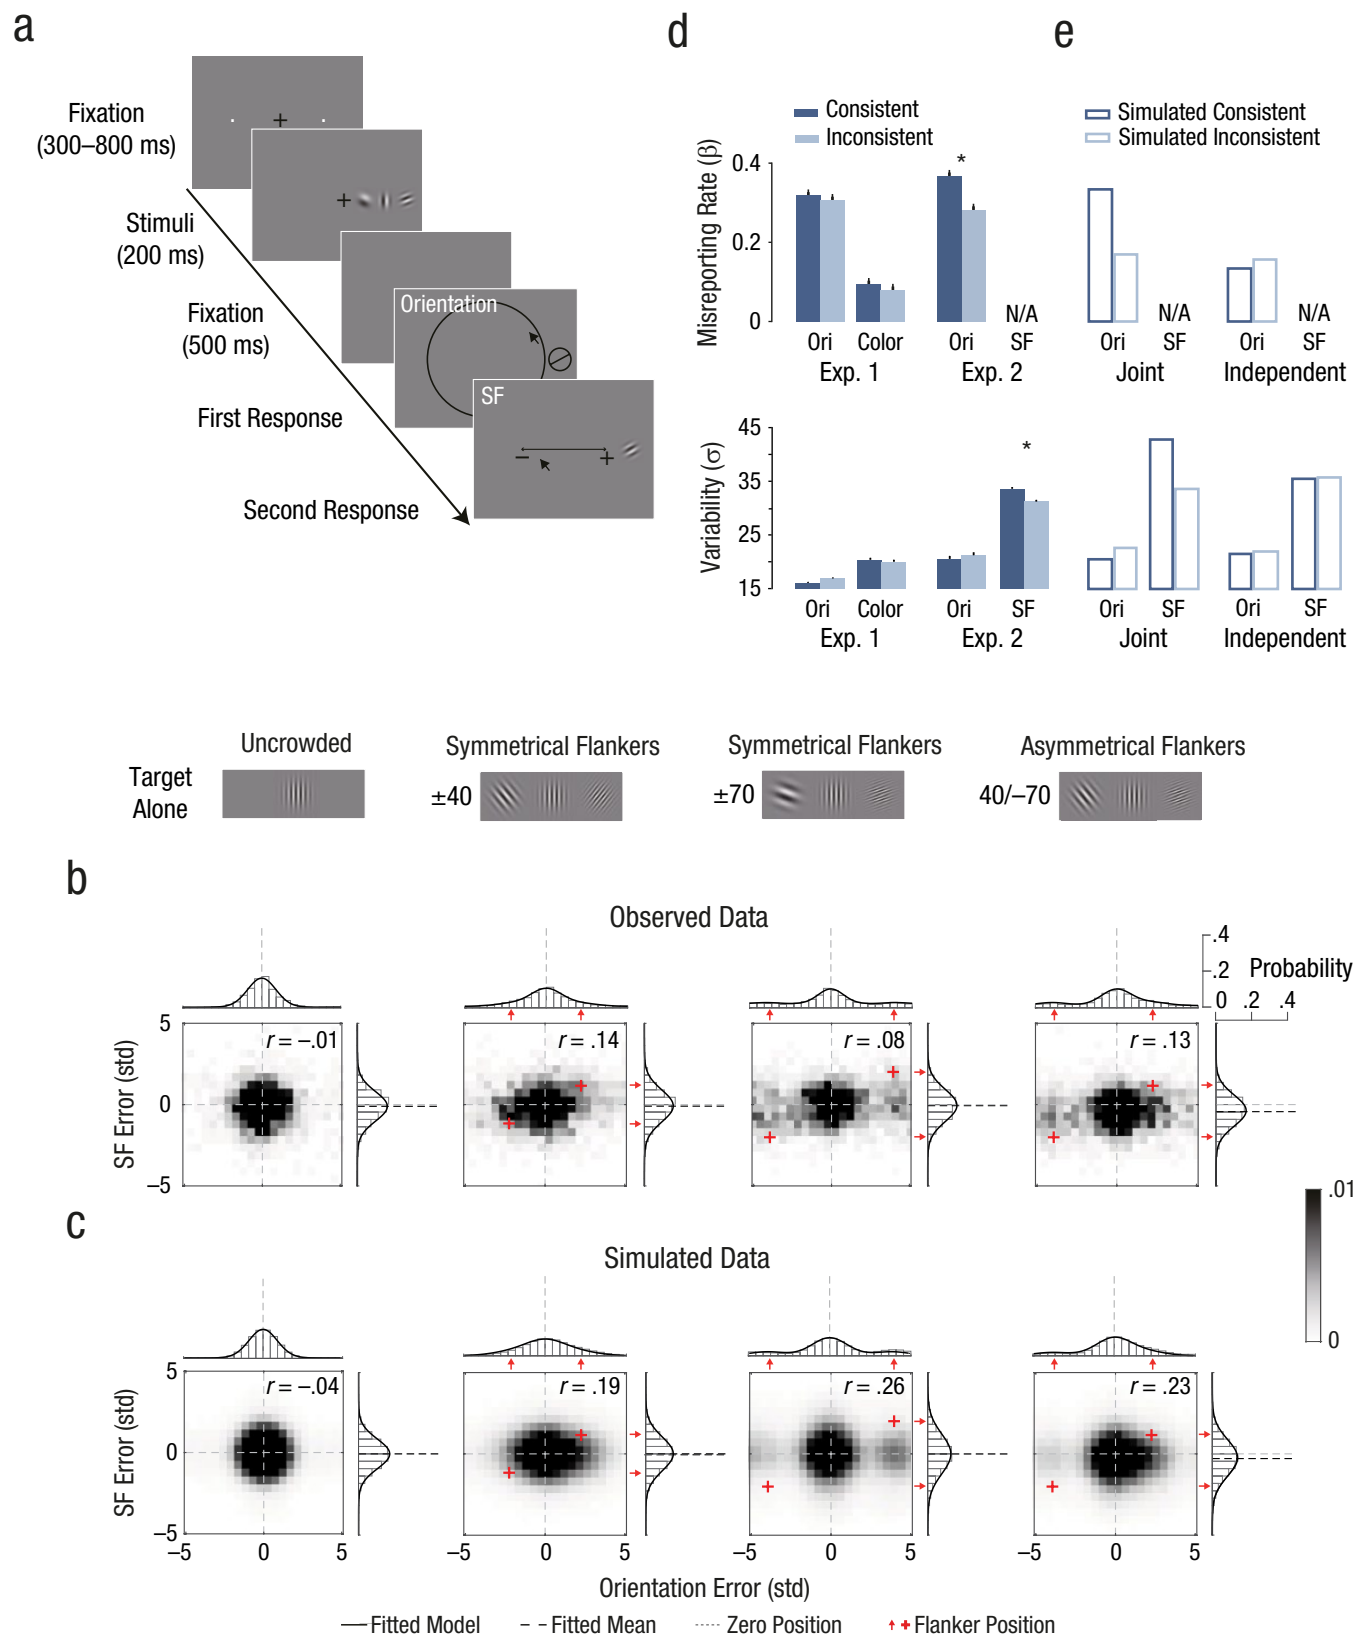 a
Fixation
(300–800 ms)
Stimuli
(200 ms)
Fixation
(500 ms)
First Response
Second Response
Orientation
SF
d
Consistent
Inconsistent
Misreporting Rate (β)
0.4
0.2
0
*
N/A
Ori Color Ori SF
Exp. 1 Exp. 2
Variability (σ)
45
35
25
15
*
Ori Color Ori SF
Exp. 1 Exp. 2
e
Simulated Consistent
Simulated Inconsistent
N/A N/A
Ori SF Ori SF
Joint Independent
Ori SF Ori SF
Joint Independent
Uncrowded Symmetrical Flankers Symmetrical Flankers Asymmetrical Flankers
Target
Alone
±40 ±70 40/–70
b
Observed Data
.4
.2
0 .2 .4
Probability
5
0
–5
SF Error (std)
r = –.01 r = .14 r = .08 r = .13
c
Simulated Data
.01
0
5
0
–5
SF Error (std)
r = –.04 r = .19 r = .26 r = .23
–5 0 5 –5 0 5 –5 0 5 –5 0 5
Orientation Error (std)
Fitted Model Fitted Mean Zero Position Flanker Position